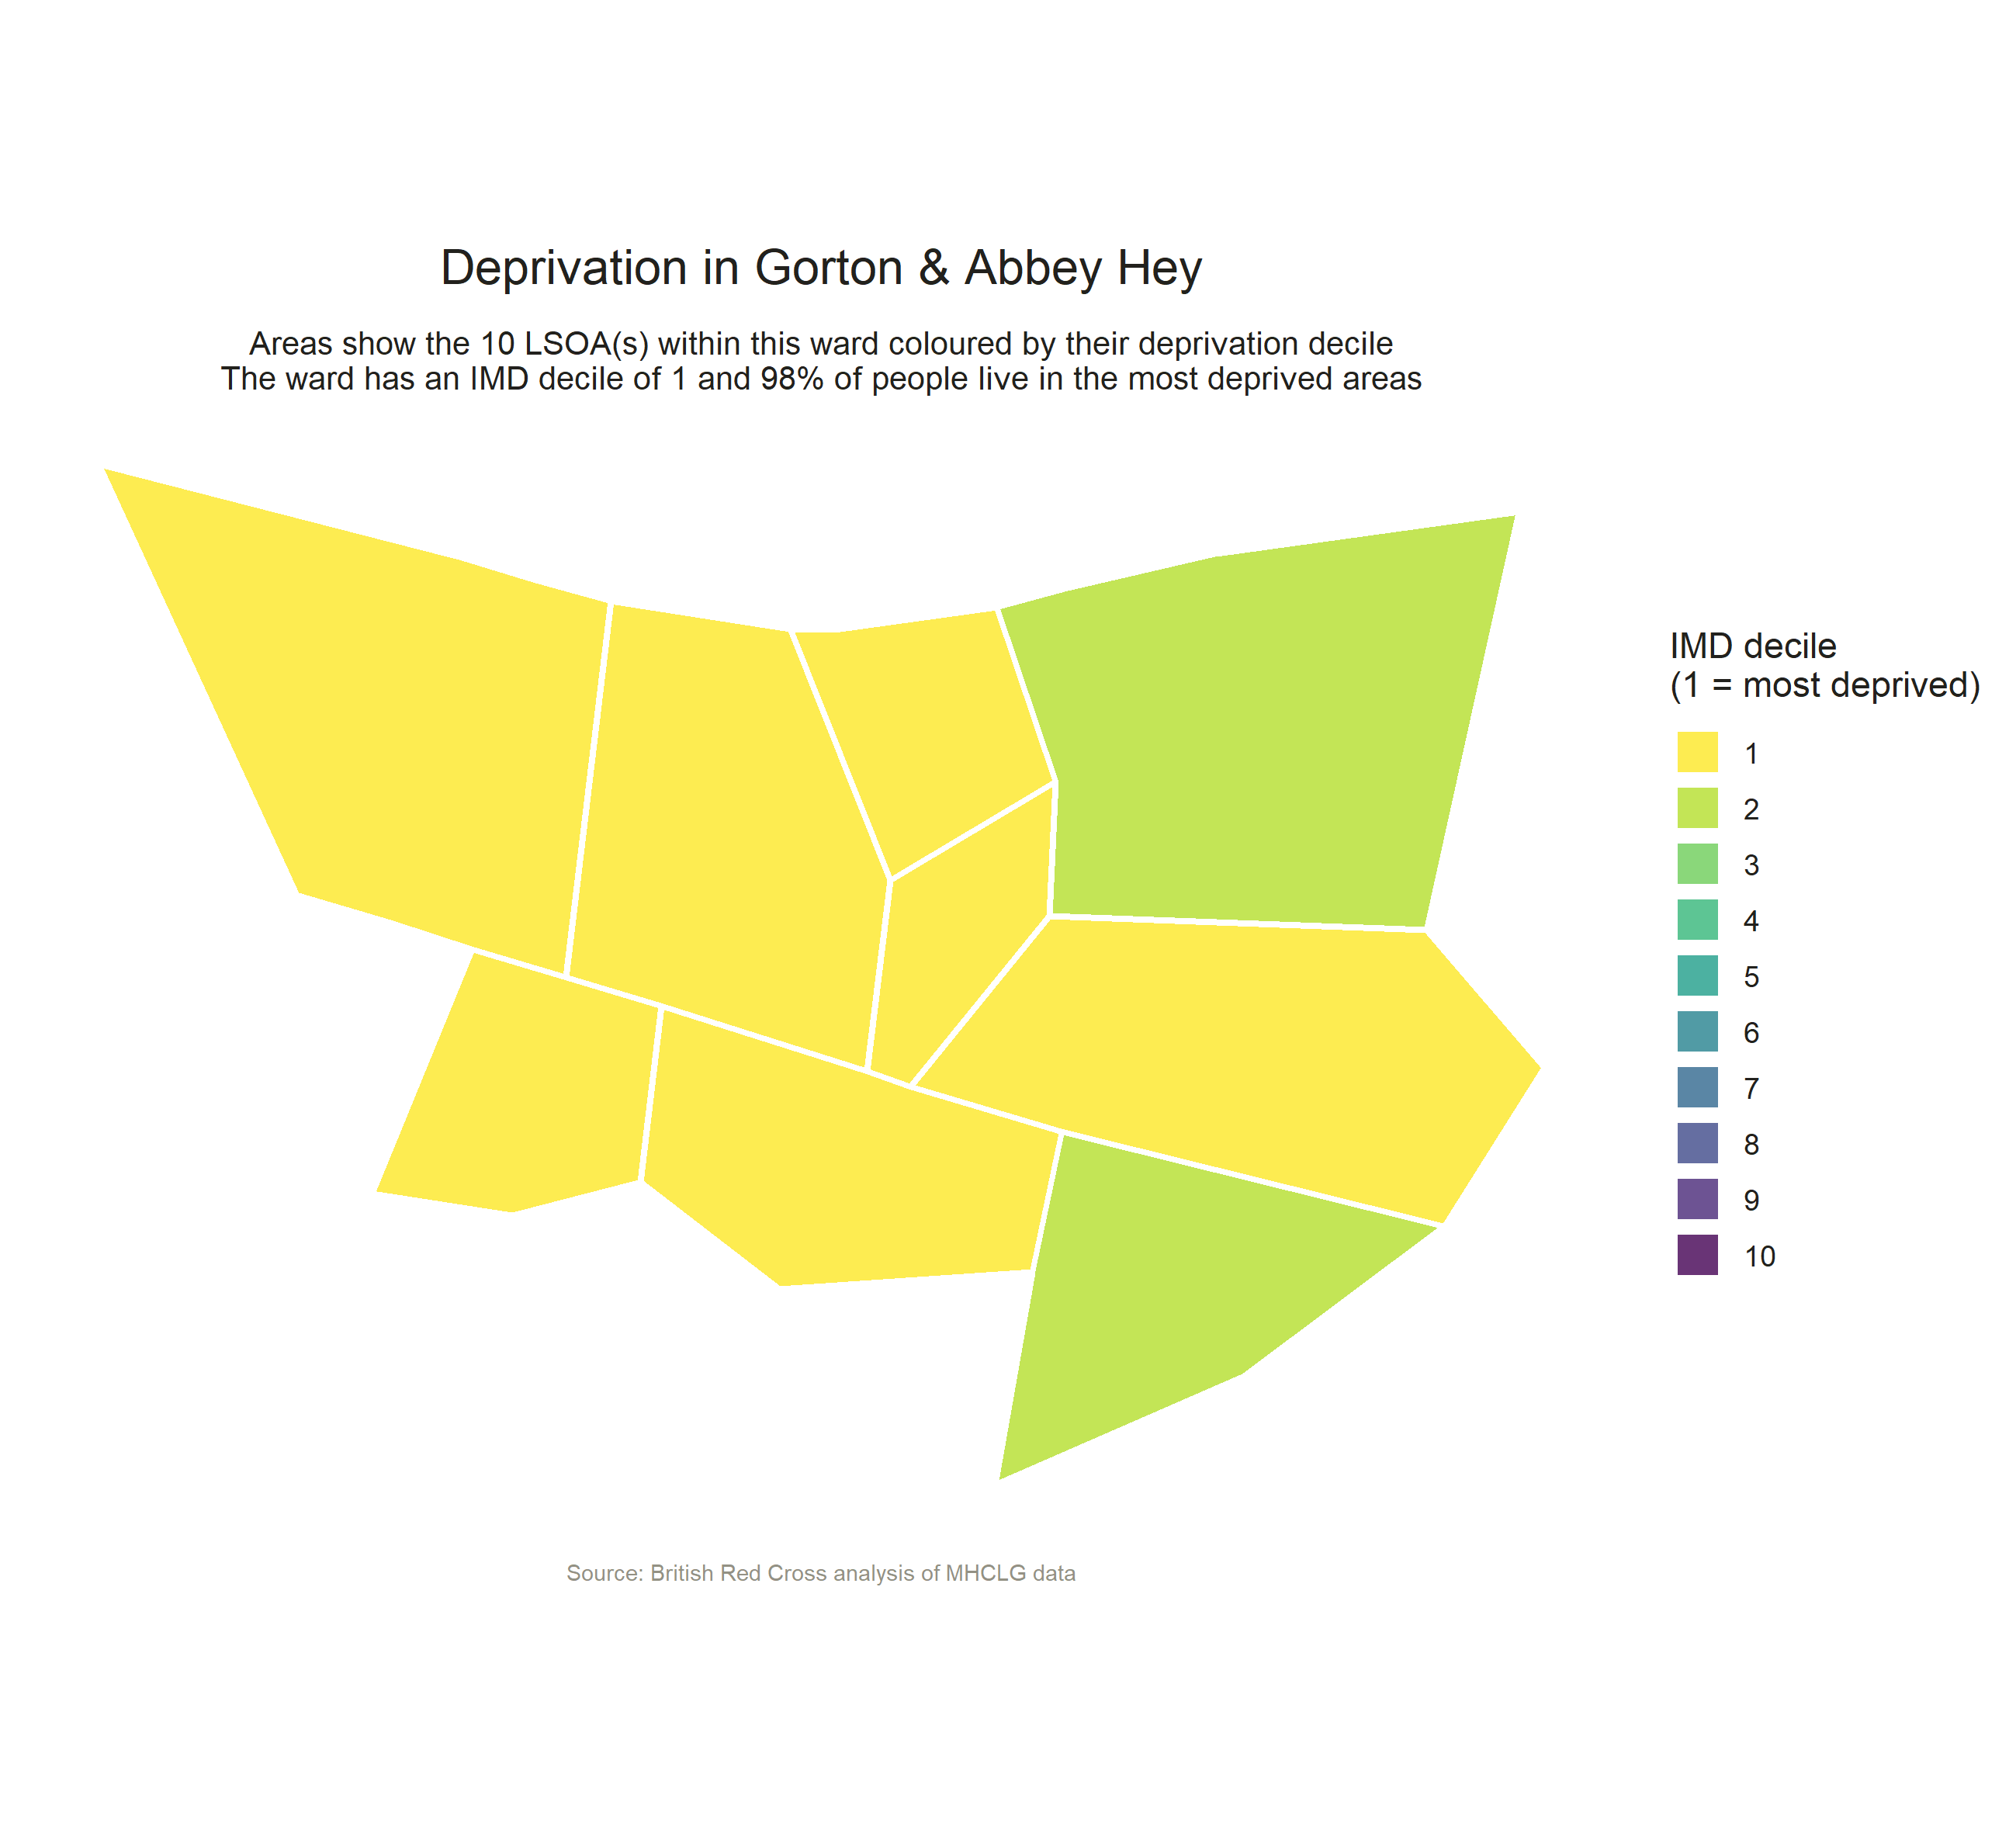 Deprivation in Gorton & Abbey Hey
Areas show the 10 LSOA(s) within this ward coloured by their deprivation decile
The ward has an IMD decile of 1 and 98% of people live in the most deprived areas
IMD decile
(1 = most deprived)
1
2
3
4
5
6
7
8
9
10
Source: British Red Cross analysis of MHCLG data